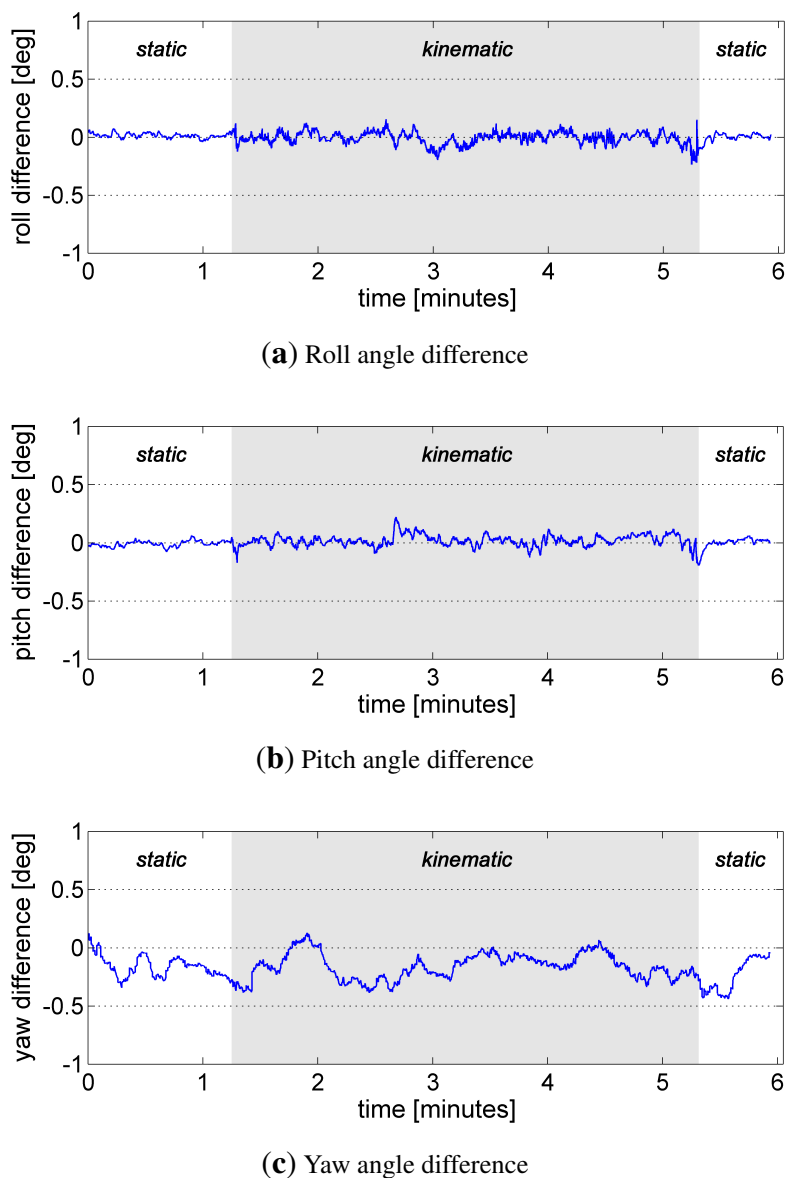 roll difference [deg]
1
0.5
0
-0.5
-1
static kinematic static
0 1 2 3 4 5 6
time [minutes]
(a) Roll angle difference
pitch difference [deg]
1
0.5
0
-0.5
-1
static kinematic static
0 1 2 3 4 5 6
time [minutes]
(b) Pitch angle difference
yaw difference [deg]
1
0.5
0
-0.5
-1
static kinematic static
0 1 2 3 4 5 6
time [minutes]
(c) Yaw angle difference